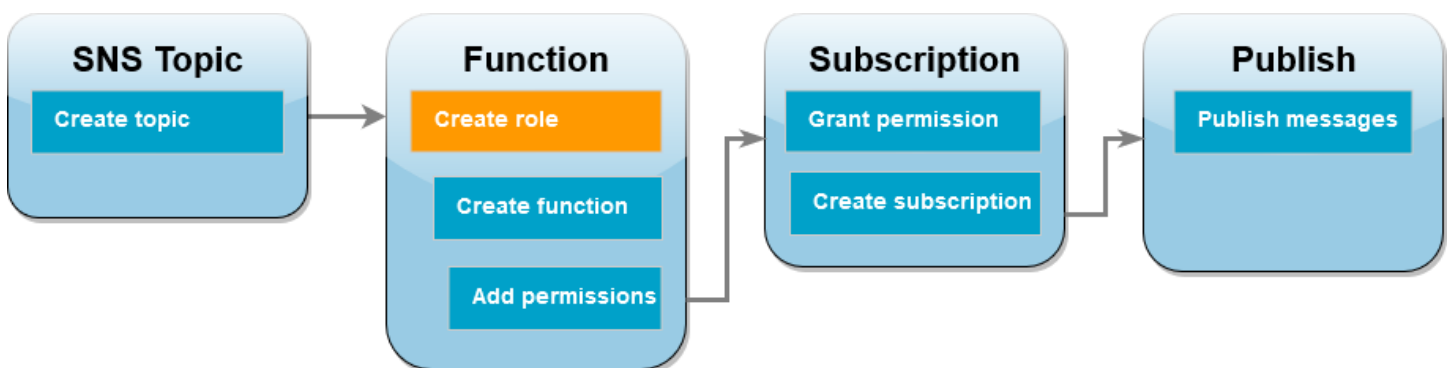 SNS Topic
Create topic
Function
Create role
Create function
Add permissions
Subscription
Grant permission
Create subscription
Publish
Publish messages